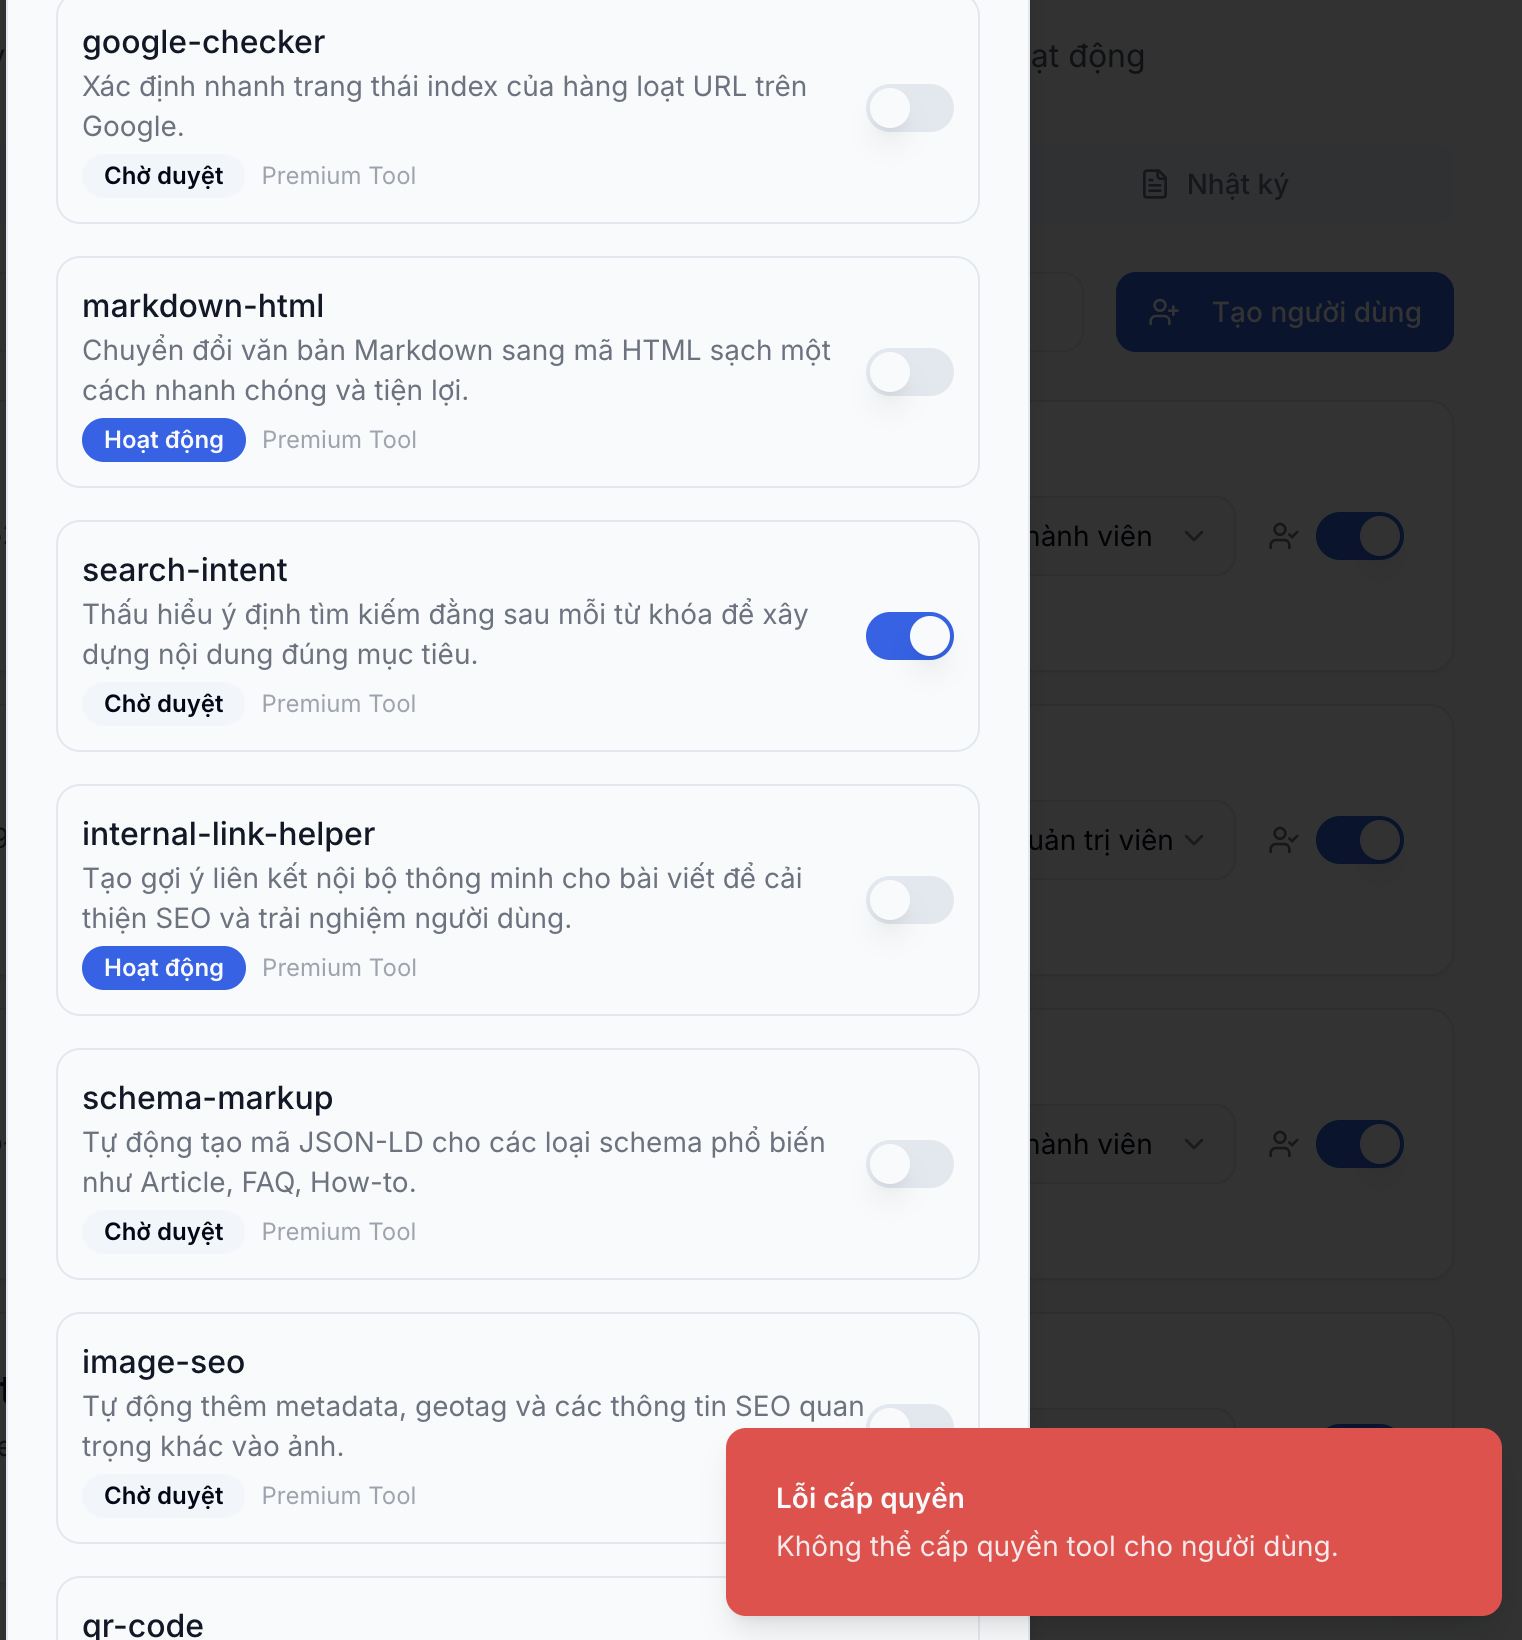 google-checker
Xác định nhanh trang thái index của hàng loạt URL trên
Google.
Chờ duyệt Premium Tool
markdown-html
Chuyển đổi văn bản Markdown sang mã HTML sạch một
cách nhanh chóng và tiện lợi.
Hoạt động Premium Tool
search-intent
Thấu hiểu ý định tìm kiếm đằng sau mỗi từ khóa để xây
dựng nội dung đúng mục tiêu.
Chờ duyệt Premium Tool
internal-link-helper
Tạo gợi ý liên kết nội bộ thông minh cho bài viết để cải
thiện SEO và trải nghiệm người dùng.
Hoạt động Premium Tool
schema-markup
Tự động tạo mã JSON-LD cho các loại schema phổ biến
như Article, FAQ, How-to.
Chờ duyệt Premium Tool
image-seo
Tự động thêm metadata, geotag và các thông tin SEO quan
trọng khác vào ảnh.
Chờ duyệt Premium Tool
qr-code
động
Nhật ký
Tạo người dùng
viên
trị viên
viên
Lỗi cấp quyền
Không thể cấp quyền tool cho người dùng.